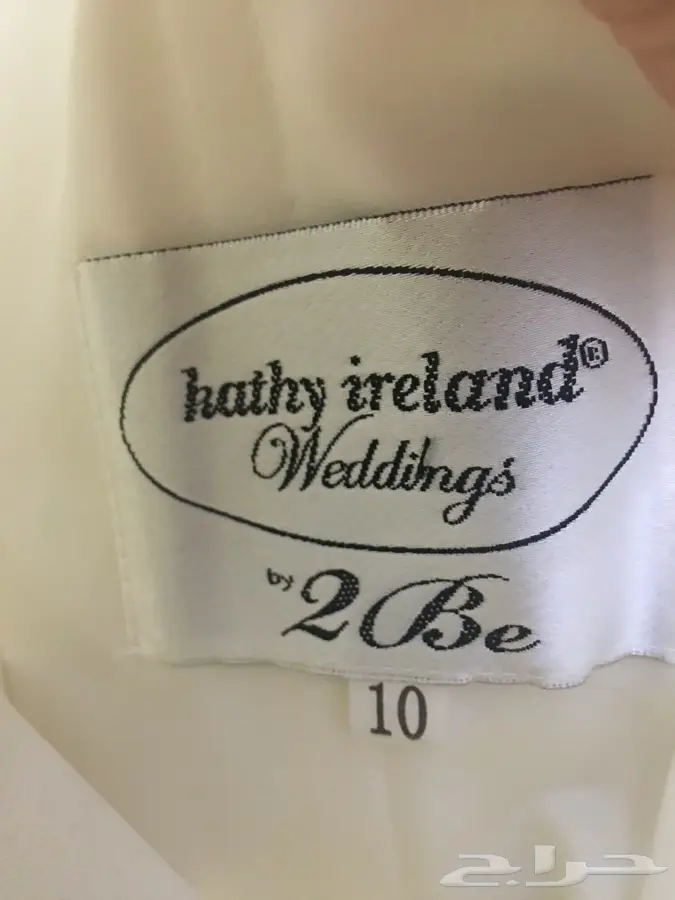 kathy ireland®
Weddings
by 2Be
10
حراج